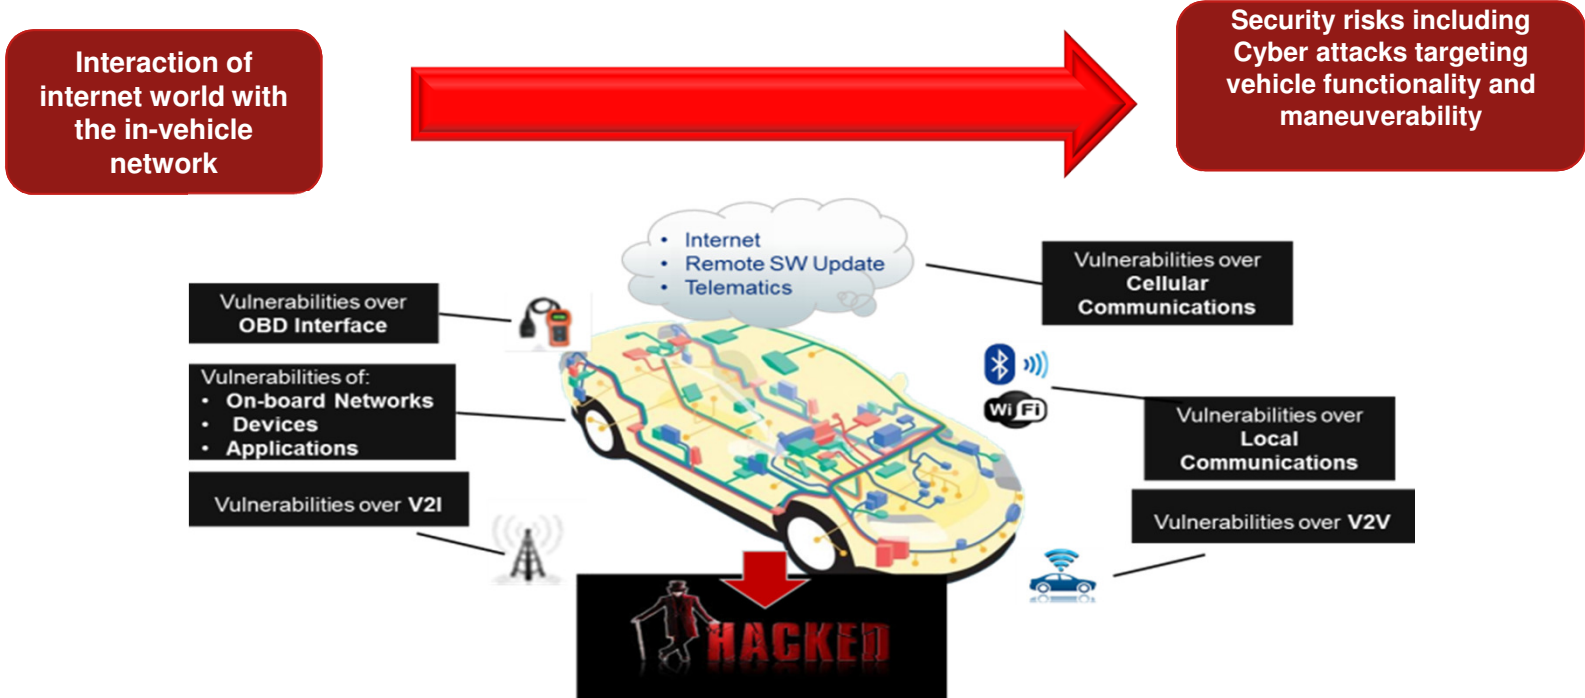 Interaction of
internet world with
the in-vehicle
network
Security risks including
Cyber attacks targeting
vehicle functionality and
maneuverability
• Internet
• Remote SW Update
• Telematics
Vulnerabilities over
Cellular
Communications
Vulnerabilities over
OBD Interface
Vulnerabilities of:
• On-board Networks
• Devices
• Applications
WiFi
Vulnerabilities over
Local
Communications
Vulnerabilities over V2I
Vulnerabilities over V2V
HACKED